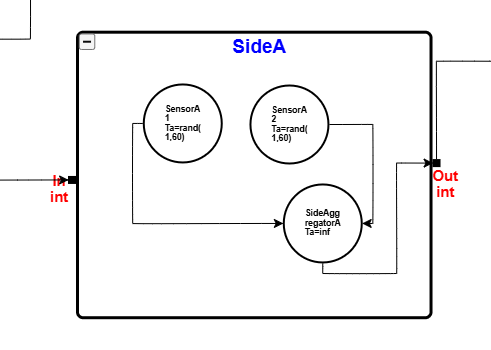 SideA
SensorA
1
Ta=rand(
1,60)
SensorA
2
Ta=rand(
1,60)
In
int
Out
int
SideAgg
regatorA
Ta=inf